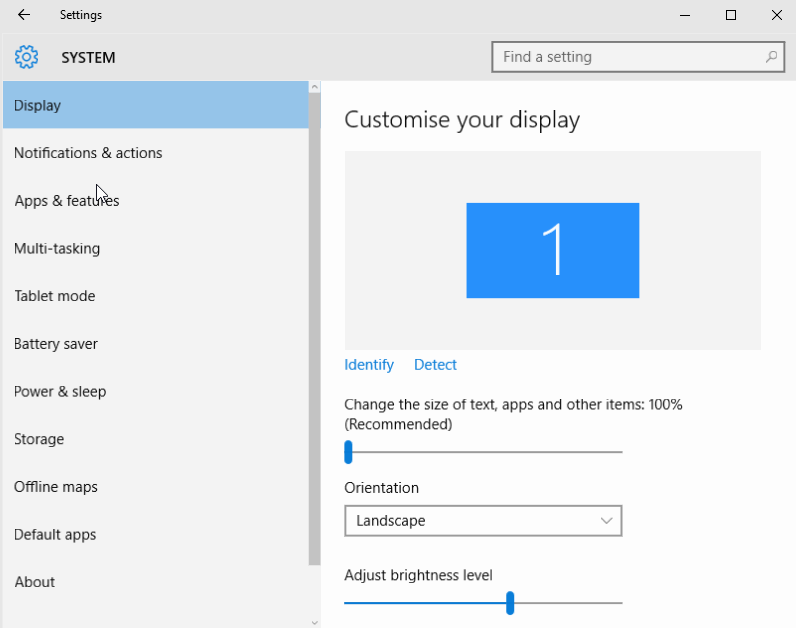 Settings
SYSTEM
Find a setting
Display
Notifications & actions
Apps & features
Multi-tasking
Tablet mode
Battery saver
Power & sleep
Storage
Offline maps
Default apps
About
Customise your display
1
Identify Detect
Change the size of text, apps and other items: 100%
(Recommended)
Orientation
Landscape
Adjust brightness level